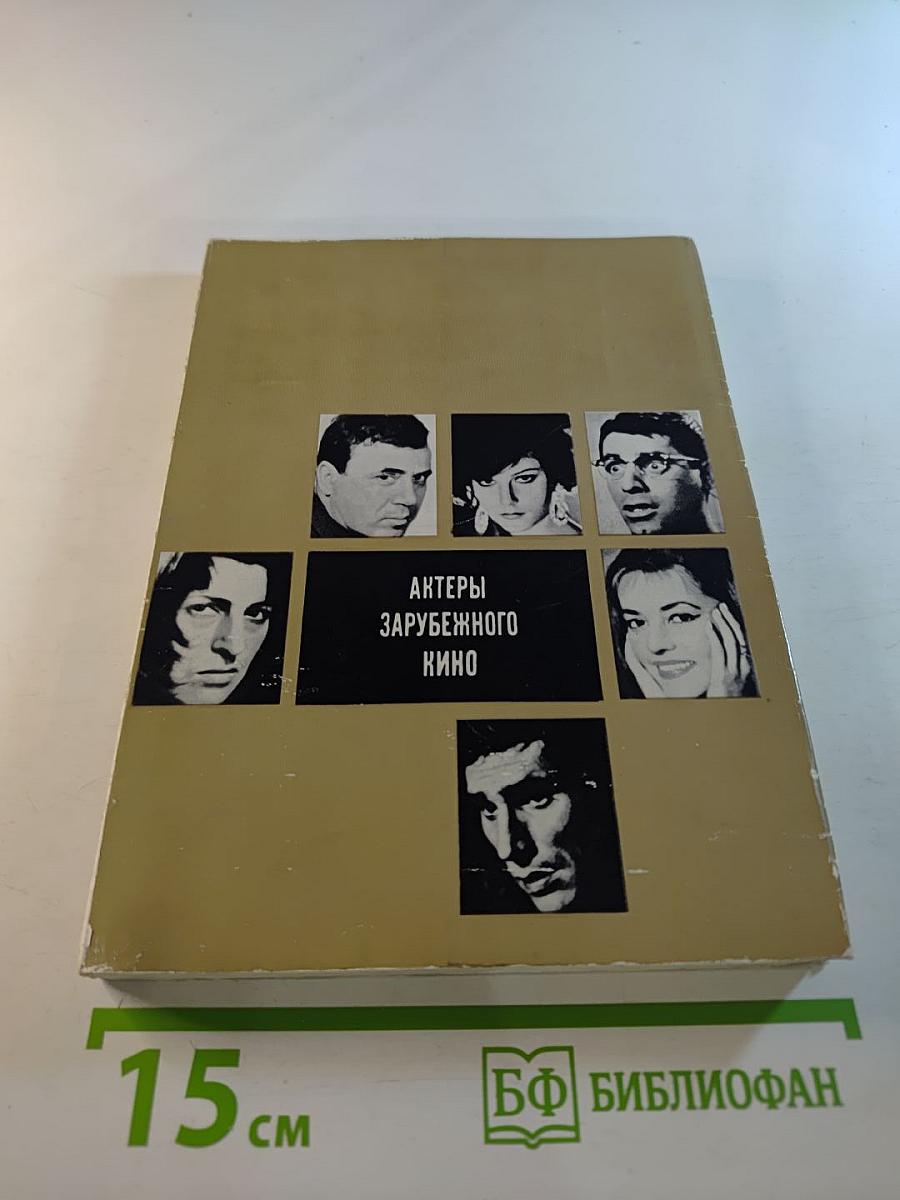 АКТЕРЫ
ЗАРУБЕЖНОГО
КИНО
15 см
БФ БИБЛИОФАН